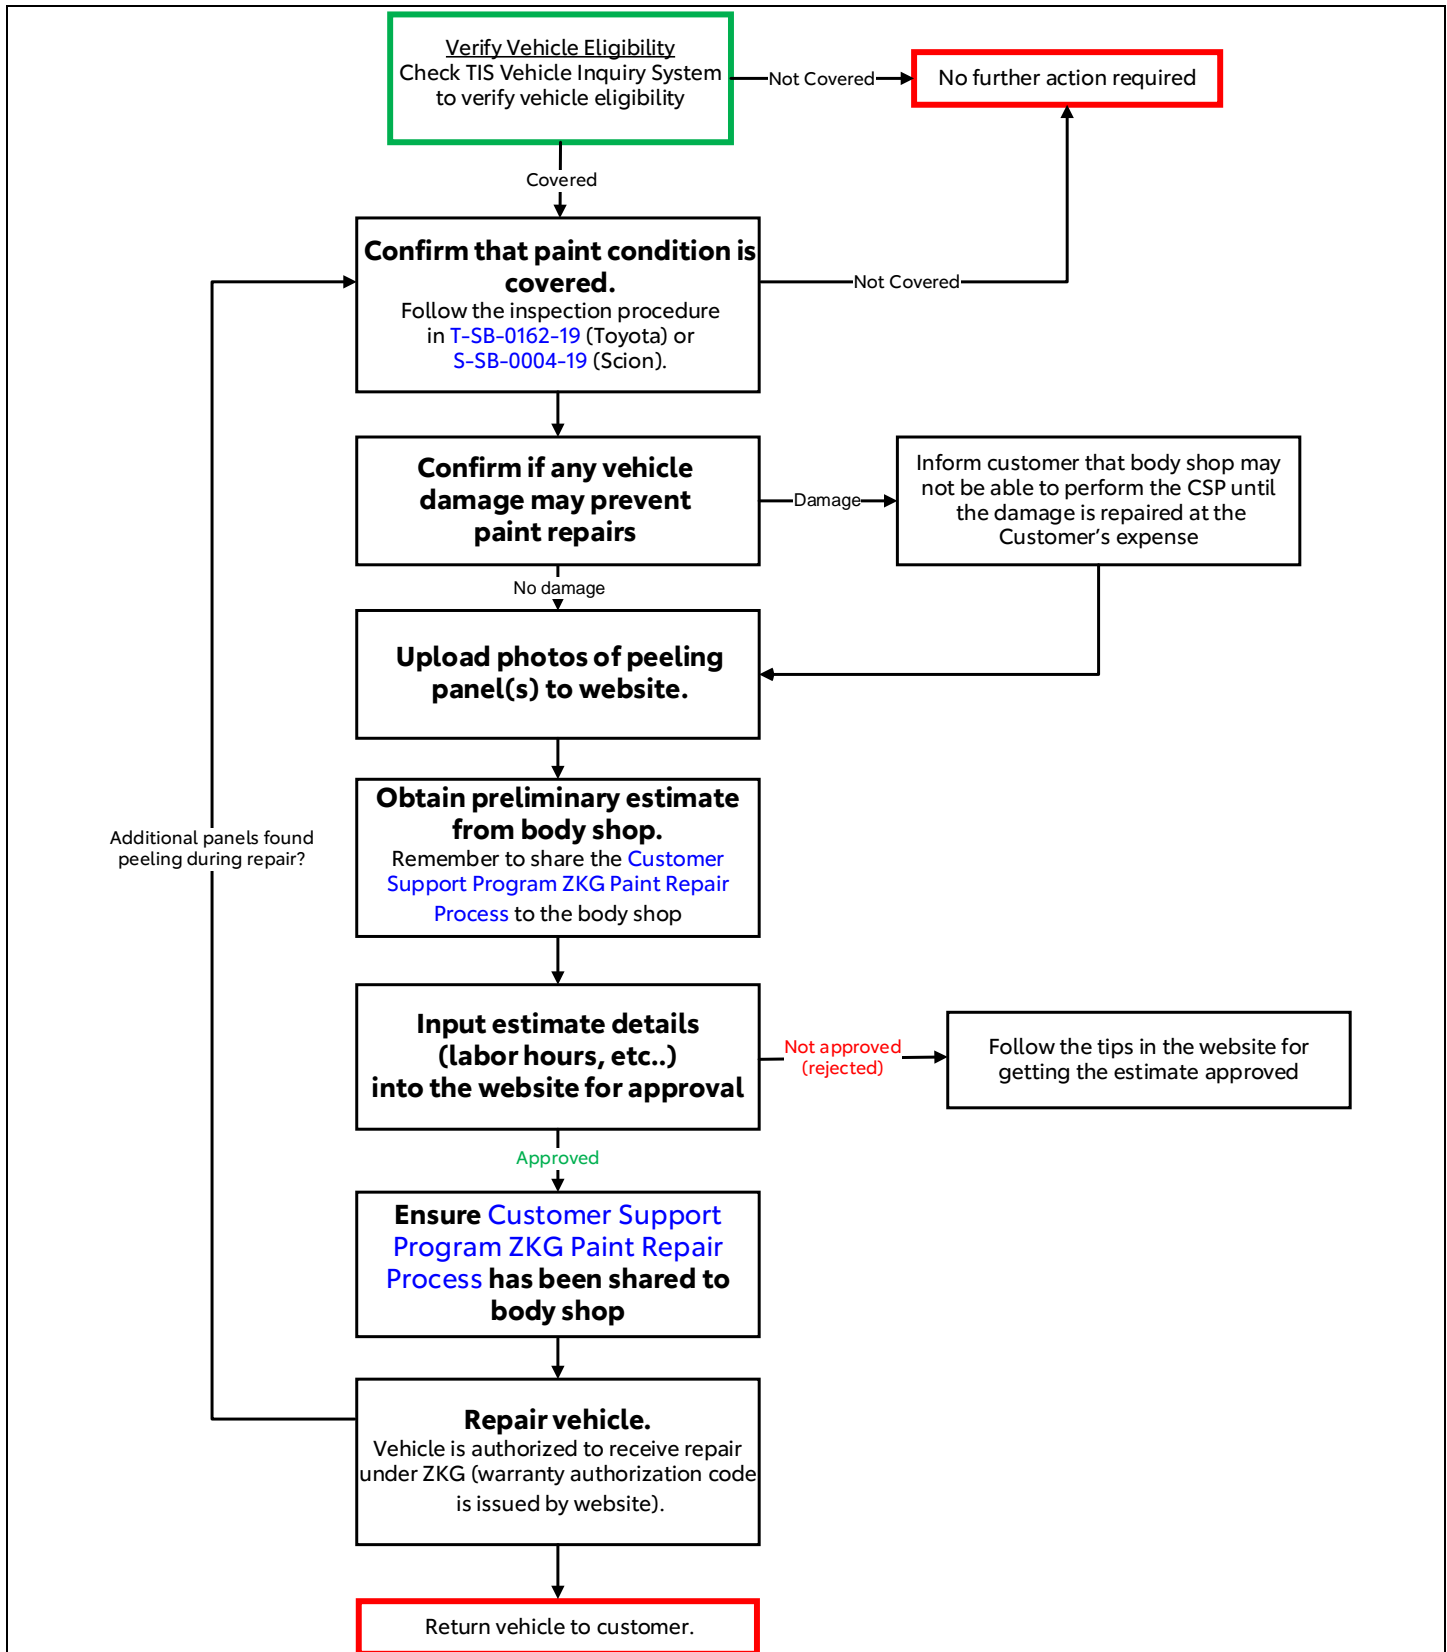 Verify Vehicle Eligibility
Check TIS Vehicle Inquiry System
to verify vehicle eligibility
Not Covered
No further action required
Covered
Confirm that paint condition is
covered.
Follow the inspection procedure
in T-SB-0162-19 (Toyota) or
S-SB-0004-19 (Scion).
Not Covered
Confirm if any vehicle
damage may prevent
paint repairs
Damage
Inform customer that body shop may
not be able to perform the CSP until
the damage is repaired at the
Customer’s expense
No damage
Upload photos of peeling
panel(s) to website.
Obtain preliminary estimate
from body shop.
Remember to share the Customer
Support Program ZKG Paint Repair
Process to the body shop
Additional panels found
peeling during repair?
Input estimate details
(labor hours, etc..)
into the website for approval
Not approved
(rejected)
Follow the tips in the website for
getting the estimate approved
Approved
Ensure Customer Support
Program ZKG Paint Repair
Process has been shared to
body shop
Repair vehicle.
Vehicle is authorized to receive repair
under ZKG (warranty authorization code
is issued by website).
Return vehicle to customer.